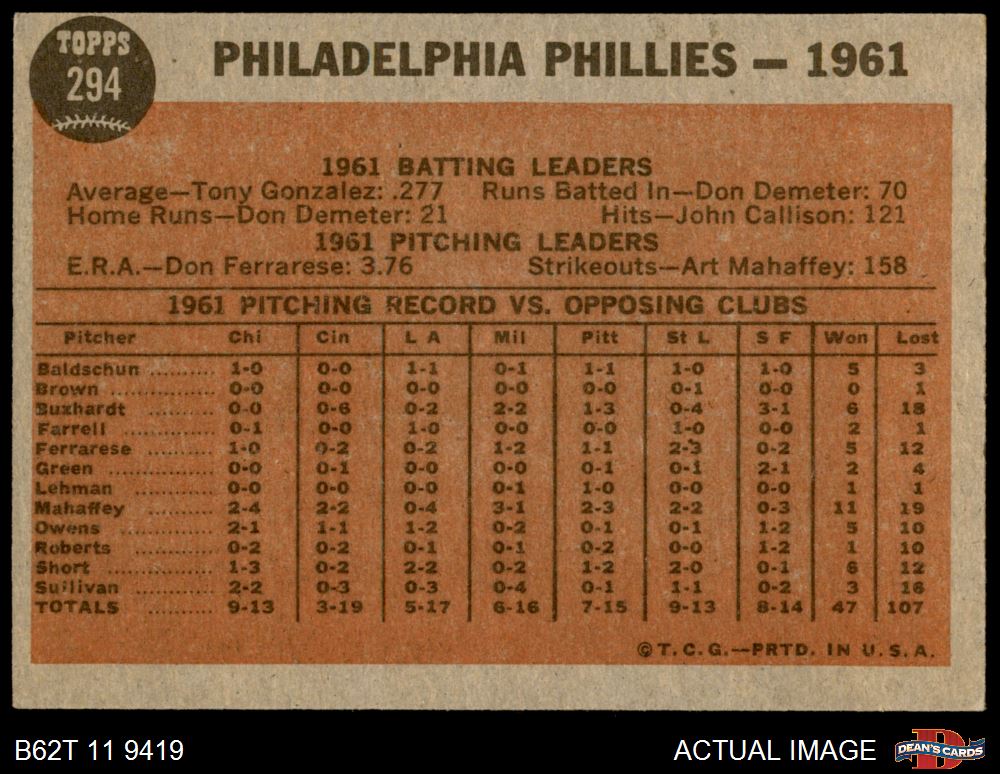 TOPPS
294
PHILADELPHIA PHILLIES — 1961
1961 BATTING LEADERS
Average—Tony Gonzalez: .277 Runs Batted In—Don Demeter: 70
Home Runs—Don Demeter: 21 Hits—John Callison: 121
1961 PITCHING LEADERS
E.R.A.—Don Ferrarese: 3.76 Strikeouts—Art Mahaffey: 158
1961 PITCHING RECORD VS. OPPOSING CLUBS
Pitcher Chi Cin L A Mil Pitt St L S F Won Lost
Baldschun .......... 1-0 0-0 1-1 0-1 1-1 1-0 1-0 5 3
Brown ................ 0-0 0-0 0-0 0-0 0-0 0-1 0-0 0 1
Buzhardt ............ 0-0 0-6 0-2 2-2 1-3 0-4 3-1 6 18
Farrell ................ 0-1 0-0 1-0 0-0 0-0 1-0 0-0 2 1
Ferrarese ........... 1-0 0-2 0-2 1-2 1-1 2-3 0-2 5 12
Green ................. 0-0 0-1 0-0 0-0 0-1 0-1 2-1 2 4
Lehman .............. 0-0 0-0 0-0 0-1 1-0 0-0 0-0 1 1
Mahaffey ............ 2-4 2-2 0-4 3-1 2-3 2-2 0-3 11 19
Owens ............... 2-1 1-1 1-2 0-2 0-1 0-1 1-2 5 10
Roberts .............. 0-2 0-2 0-1 0-1 0-2 0-0 1-2 1 10
Short .................. 1-3 0-2 2-2 0-2 1-2 2-0 0-1 6 12
Sullivan .............. 2-2 0-3 0-3 0-4 0-1 1-1 0-2 3 16
TOTALS ............ 9-13 3-19 5-17 6-16 7-15 9-13 8-14 47 107
© T. C. G.—PRTD. IN U. S. A.
B62T 11 9419 ACTUAL IMAGE D DEAN'S CARDS